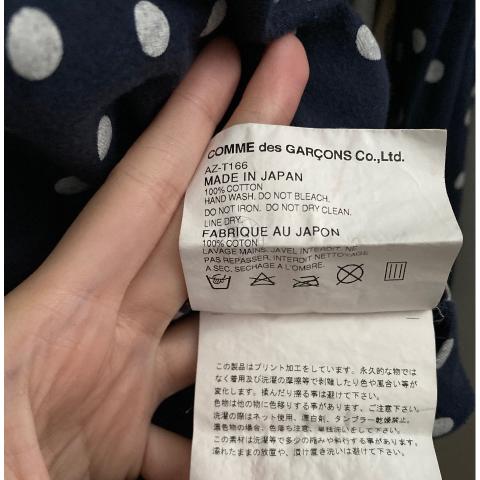 COMME des GARÇONS Co.,Ltd.
AZ-T166
MADE IN JAPAN
100% COTTON
HAND WASH. DO NOT BLEACH.
DO NOT IRON. DO NOT DRY CLEAN.
LINE DRY.
FABRIQUE AU JAPON
100% COTON
LAVAGE MAINS. JAVEL INTERDIT. NE
PAS REPASSER. INTERDIT NETTOYAGE
A SEC. SECHAGE A L'OMBRE.
この製品はプリント加工をしています。永久的な物では
なく着用及び洗濯の摩擦等で剥離したり色や風合い等が
変化します。揉んだり擦る事は避けて下さい。
色物は他の物に色移りする事があります、ご注意下さい。
洗濯の際はネット使用、漂白剤、タンブラー乾燥禁止。
濃色物の場合、色落ち注意、単独洗いをして下さい。
この素材は洗濯等で多少の縮みや斜行する事があります。
濡れたままの放置や、漬け置き洗いは避けて下さい。